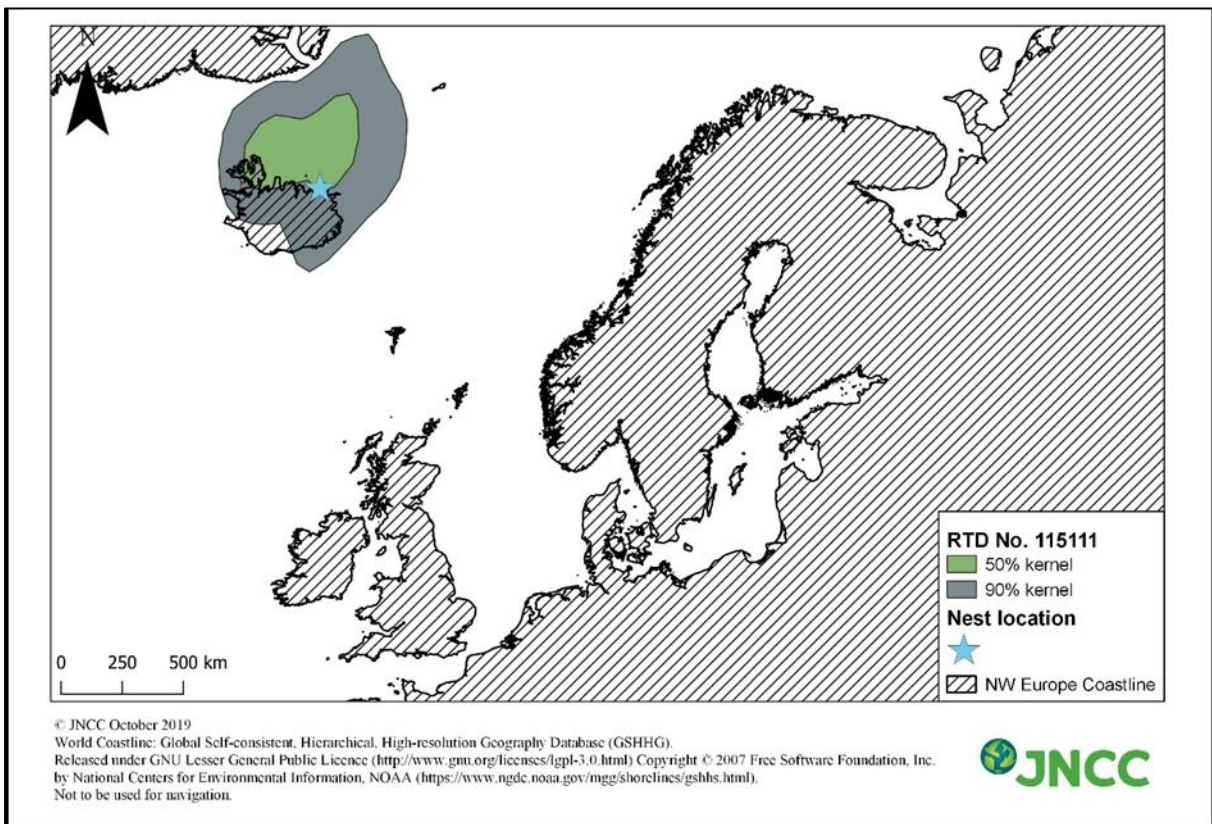 N
RTD No. 115111
50% kernel
90% kernel
Nest location
NW Europe Coastline
0 250 500 km
© JNCC October 2019
World Coastline: Global Self-consistent, Hierarchical, High-resolution Geography Database (GSHHG).
Released under GNU Lesser General Public Licence (http://www.gnu.org/licenses/lgpl-3.0.html) Copyright © 2007 Free Software Foundation, Inc.
by National Centers for Environmental Information, NOAA (https://www.ngdc.noaa.gov/mgg/shorelines/gshhs.html).
Not to be used for navigation.
JNCC